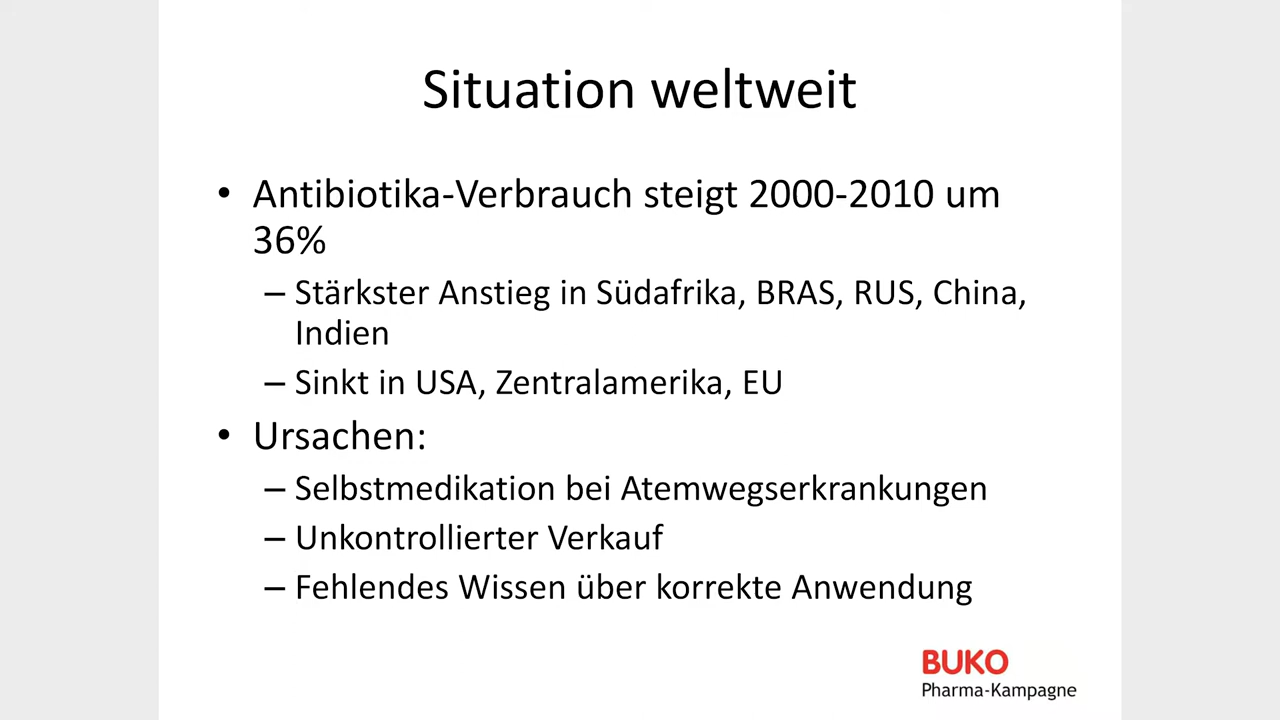 Situation weltweit
• Antibiotika-Verbrauch steigt 2000-2010 um
36%
– Stärkster Anstieg in Südafrika, BRAS, RUS, China,
Indien
– Sinkt in USA, Zentralamerika, EU
• Ursachen:
– Selbstmedikation bei Atemwegserkrankungen
– Unkontrollierter Verkauf
– Fehlendes Wissen über korrekte Anwendung
BUKO
Pharma-Kampagne